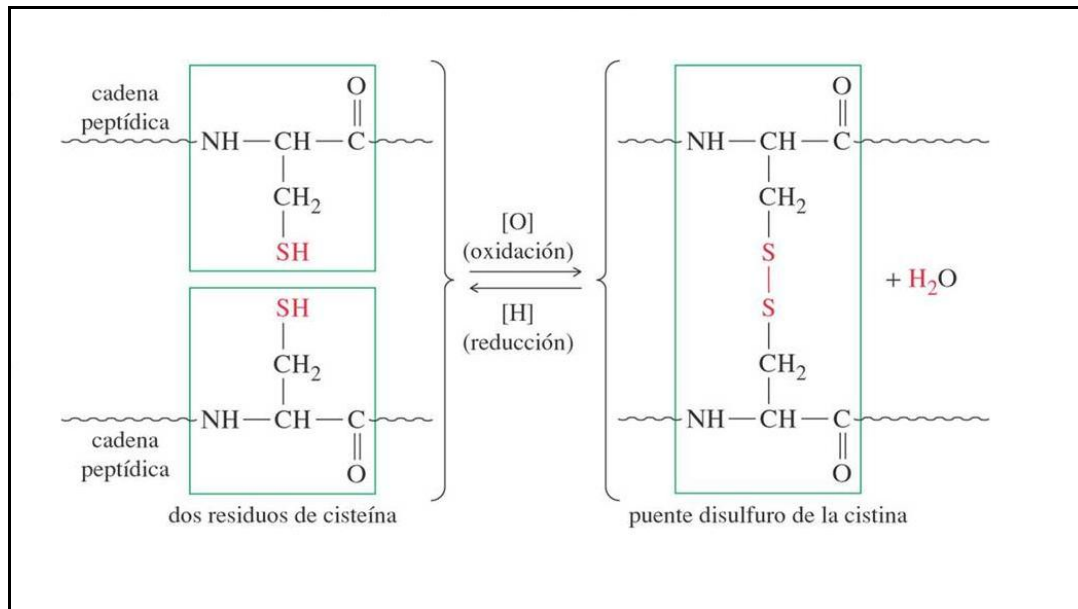 O
cadena
peptídica
NH—CH—C
CH₂
SH
SH
CH₂
NH—CH—C
cadena
peptídica
O
dos residuos de cisteína
[O]
(oxidación)
[H]
(reducción)
O
NH—CH—C
CH₂
S
S
CH₂
NH—CH—C
O
puente disulfuro de la cistina
+ H₂O